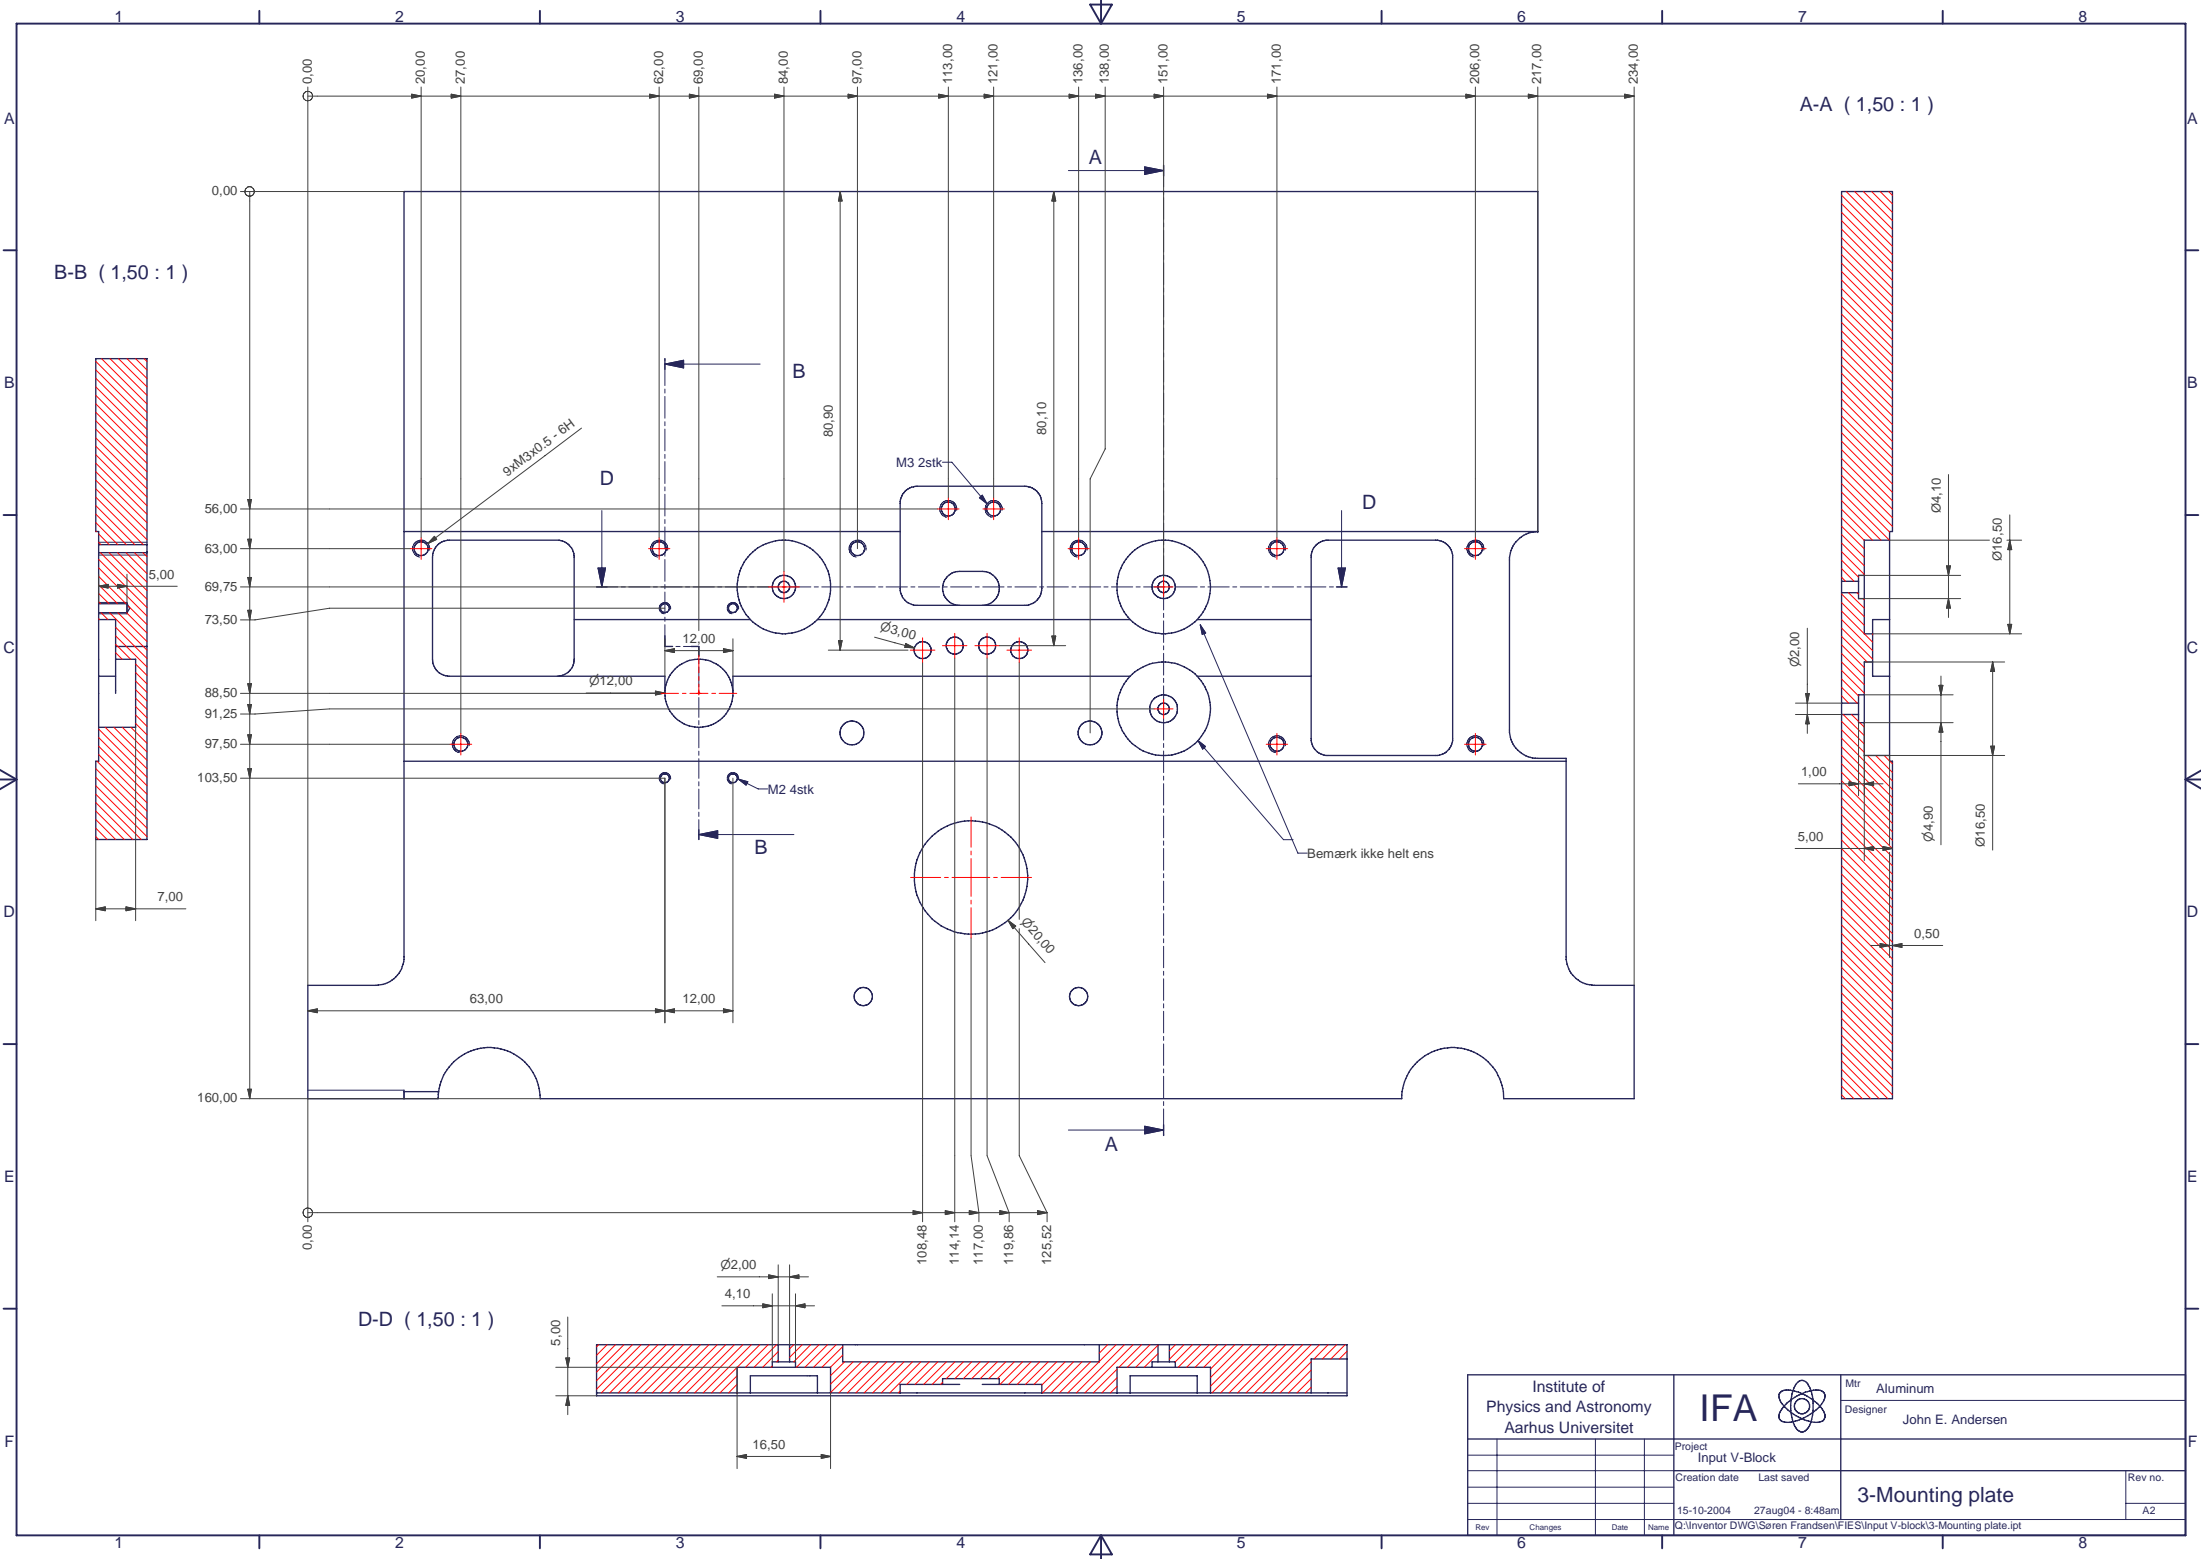 1 2 3 4 5 6 7 8
0,00 20,00 27,00 62,00 69,00 84,00 97,00 113,00 121,00 136,00 138,00 151,00 171,00 206,00 217,00 234,00
A A
A-A ( 1,50 : 1 )
A
0,00
B-B ( 1,50 : 1 )
B B
B
80,90
80,10
9xM3x0.5 - 6H
M3 2stk
D D
Ø4,10
Ø16,50
56,00
63,00
5,00
69,75
73,50
C C
12,00
Ø3,00
Ø2,00
Ø12,00
88,50
91,25
97,50
103,50
M2 4stk
1,00
Ø4,90
Ø16,50
5,00
B
Bemærk ikke helt ens
7,00
D D
Ø20,00
0,50
63,00 12,00
160,00
A
E E
0,00 108,48 114,14 117,00 119,86 125,52
Ø2,00
4,10
D-D ( 1,50 : 1 )
5,00
16,50
F F
Institute of
Physics and Astronomy
Aarhus Universitet
IFA
Mtr Aluminum
Designer John E. Andersen
Project
Input V-Block
Creation date Last saved
15-10-2004 27aug04 - 8:48am
3-Mounting plate
Rev no.
A2
Rev Changes Date Name
Q:\Inventor DWG\Søren Frandsen\FIES\Input V-block\3-Mounting plate.ipt
1 2 3 4 5 6 7 8